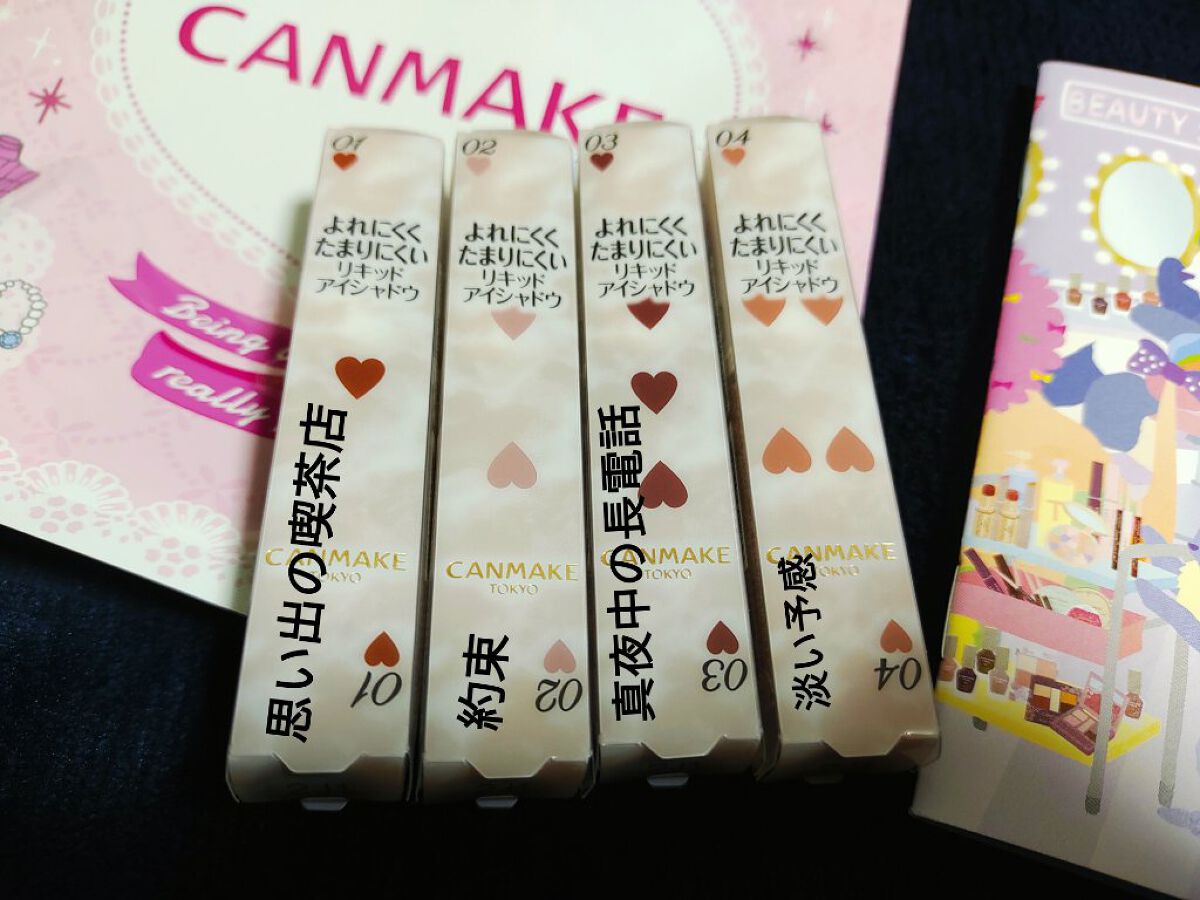 CANMAKE
Being
really
BEAUTY
01
よれにくく
たまりにくい
リキッド
アイシャドウ
思い出の喫茶店
CANMAKE
TOKYO
01
02
よれにくく
たまりにくい
リキッド
アイシャドウ
CANMAKE
TOKYO
約束
02
03
よれにくく
たまりにくい
リキッド
アイシャドウ
真夜中の長電話
CANMAKE
TOKYO
03
04
よれにくく
たまりにくい
リキッド
アイシャドウ
CANMAKE
TOKYO
淡い予感
04